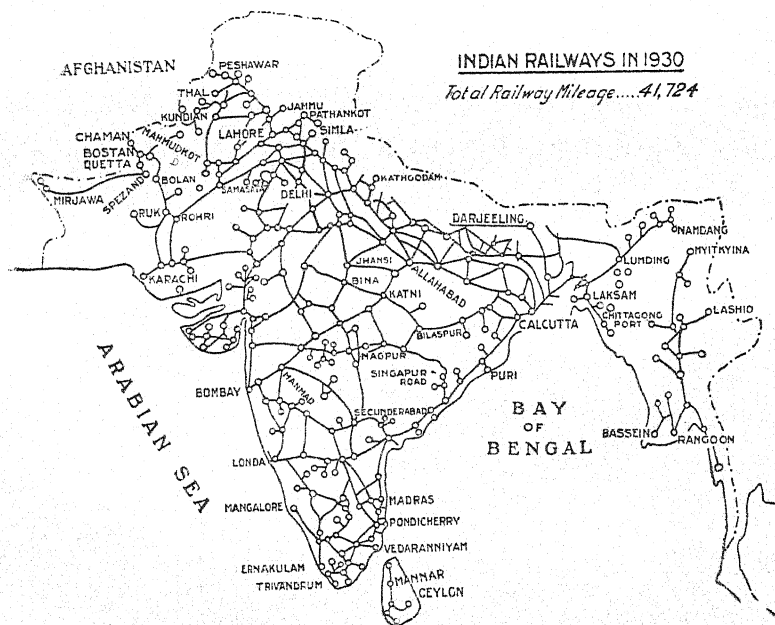 INDIAN RAILWAYS IN 1930
Total Railway Mileage.....41,724
AFGHANISTAN
PESHAWAR
THAL
KUNDIAN
JAMMU
PATHANKOT
LAHORE
SIMLA
CHAMAN
MAHMUDKOT
BOSTAN
QUETTA
BOLAN
SPEZAND
MIRJAWA
SAMASATA
DELHI
KATHGODAM
RUK
ROHRI
DARJEELING
NAMDANG
LUMDING
MYITKYINA
KARACHI
JHANSI
BINA
ALLAHABAD
KATNI
LAKSAM
CHITTAGONG
PORT
LASHIO
CALCUTTA
BILASPUR
NAGPUR
SINGAPUR
ROAD
PURI
BOMBAY
MANMAD
ARABIAN SEA
SECUNDERABAD
BAY
OF
BENGAL
BASSEIN
RANGOON
LONDA
MANGALORE
MADRAS
PONDICHERRY
VEDARANNIYAM
ERNAKULAM
TRIVANDRUM
MANNAR
CEYLON